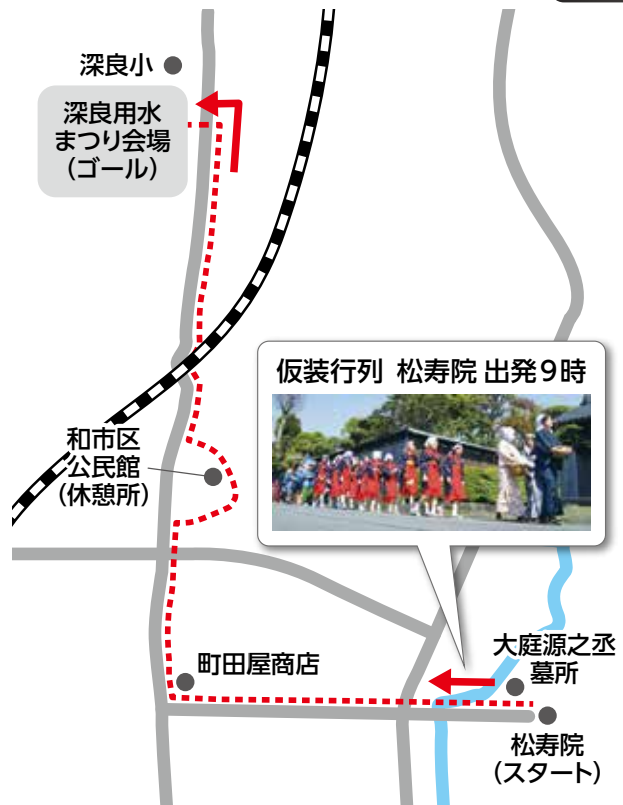 深良小
深良用水
まつり会場
(ゴール)
仮装行列 松寿院 出発9時
和市区
公民館
(休憩所)
町田屋商店
大庭源之丞
墓所
松寿院
(スタート)